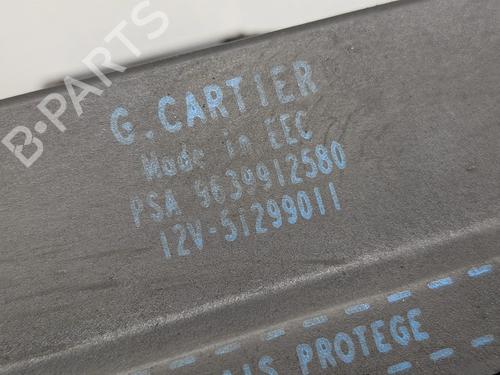 B-PARTS
G.CARTIER
Made in EEC
PSA 9639912580
12V-51299011
PROTEGE